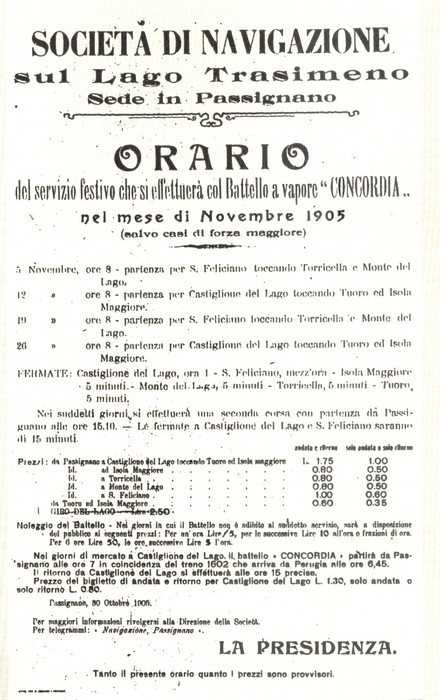 SOCIETÀ DI NAVIGAZIONE
sul Lago Trasimeno
Sede in Passignano
ORARIO
del servizio festivo che si effettuerà col Battello a vapore “ CONCORDIA „
nel mese di Novembre 1905
(salvo casi di forza maggiore)
5 Novembre, ore 8 - partenza per S. Feliciano toccando Torricella e Monte del
Lago.
12 » ore 8 - partenza per Castiglione del Lago toccando Tuoro ed Isola
Maggiore.
19 » ore 8 - partenza per S. Feliciano toccando Torricella e Monte del
Lago.
26 » ore 8 - partenza per Castiglione del Lago toccando Tuoro ed Isola
Maggiore.
FERMATE: Castiglione del Lago, ora 1 - S. Feliciano, mezz'ora - Isola Maggiore
5 minuti - Monte del Lago, 5 minuti - Torricella, 5 minuti - Tuoro,
5 minuti.
Nei suddetti giorni si effettuerà una seconda corsa con partenza da Passi-
gnano alle ore 15.10. — Le fermate a Castiglione del Lago e S. Feliciano saranno
di 15 minuti.
andata e ritorno solo andata o solo ritorno
Prezzi: da Passignano a Castiglione del Lago toccando Tuoro ed Isola maggiore L. 1.75 1.00
Id. ad Isola Maggiore . . . . . . 0.80 0.50
Id. a Torricella . . . . . . 0.80 0.50
Id. a Monte del Lago . . . . . . 0.80 0.50
Id. a S. Feliciano . . . . . . 1.00 0.60
da Tuoro ed Isola Maggiore . . . . . . 0.60 0.35
GIRO DEL LAGO — Lire 2.50
Noleggio del Battello - Nei giorni in cui il Battello non è adibito al suddetto servizio, sarà a disposizione
del pubblico ai seguenti prezzi: Per un'ora Lire 15, per le successive Lire 10 all'ora o frazioni di ora.
Per 6 ore Lire 50, le ore successive Lire 5 l'ora.
Nei giorni di mercato a Castiglione del Lago, il battello « CONCORDIA » partirà da Pas-
signano alle ore 7 in coincidenza del treno 1602 che arriva da Perugia alle ore 6,45.
Il ritorno da Castiglione del Lago si effettuerà alle ore 15 precise.
Prezzo del biglietto di andata e ritorno per Castiglione del Lago L. 1.30, solo andata o
solo ritorno L. 0.80.
Passignano, 30 Ottobre 1905.
Per maggiori informazioni rivolgersi alla Direzione della Società.
Per telegrammi: « Navigazione, Passignano ».
LA PRESIDENZA.
Tanto il presente orario quanto i prezzi sono provvisori.